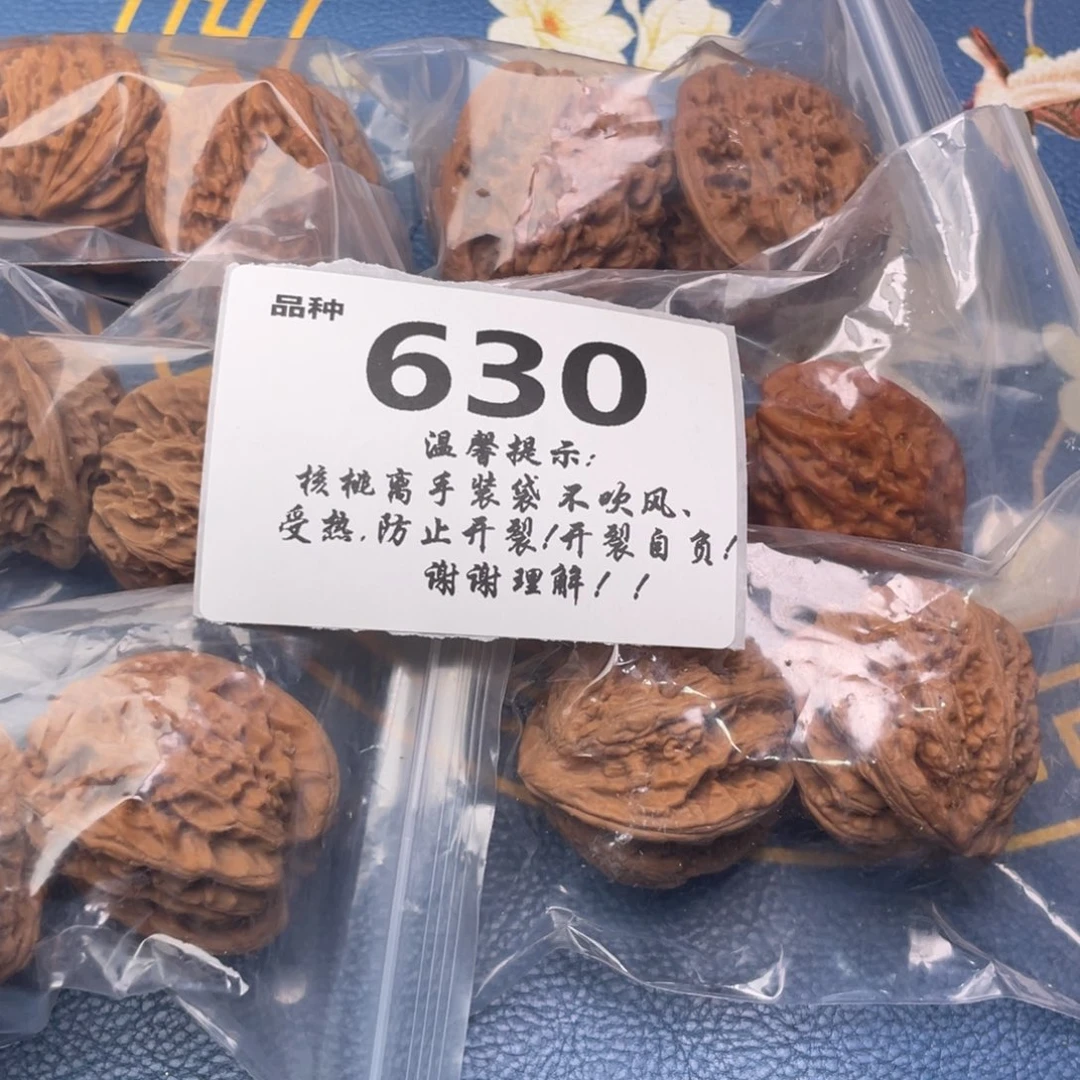 品种
630
温馨提示:
核桃离手装袋不吹风、
受热,防止开裂!开裂自负!
谢谢理解!!